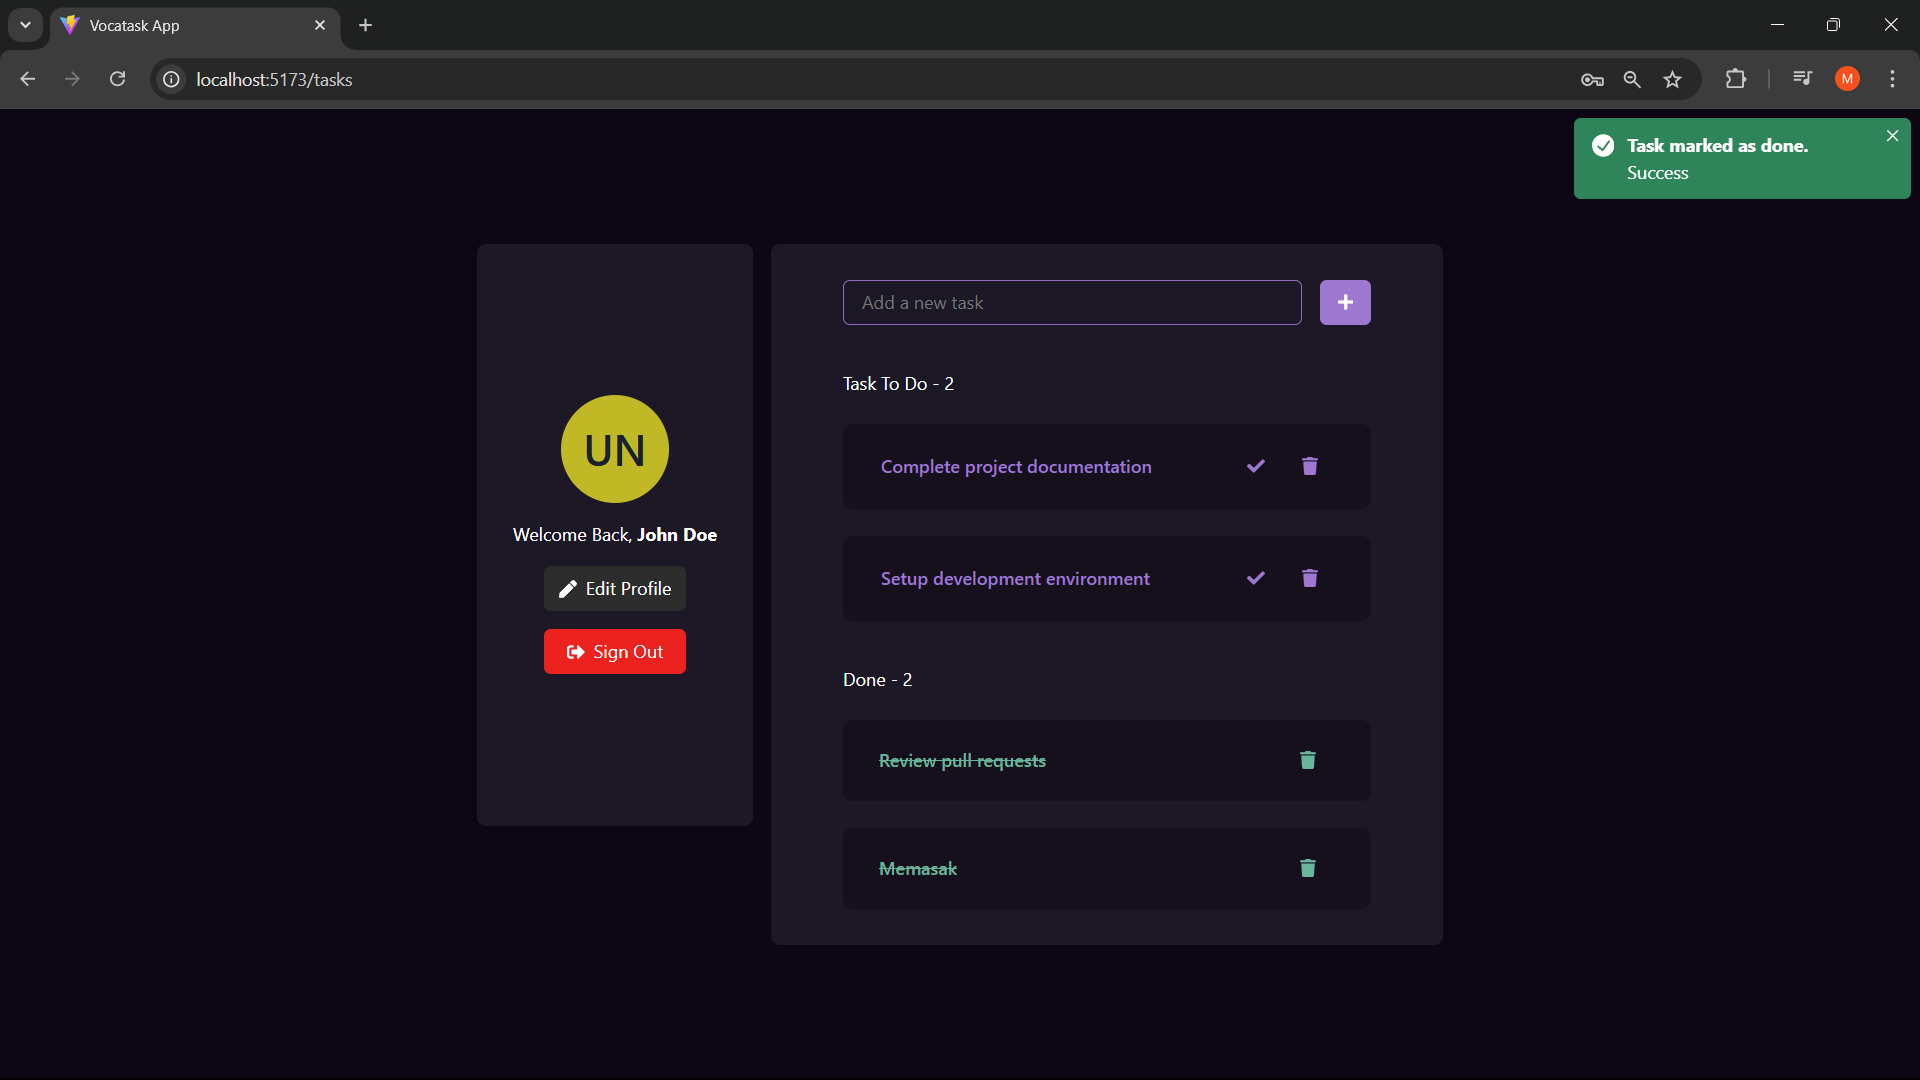 Vocatask App
localhost:5173/tasks
M
Task marked as done.
Success
UN
Welcome Back, John Doe
Edit Profile
Sign Out
Add a new task
Task To Do - 2
Complete project documentation
Setup development environment
Done - 2
Review pull requests
Memasak